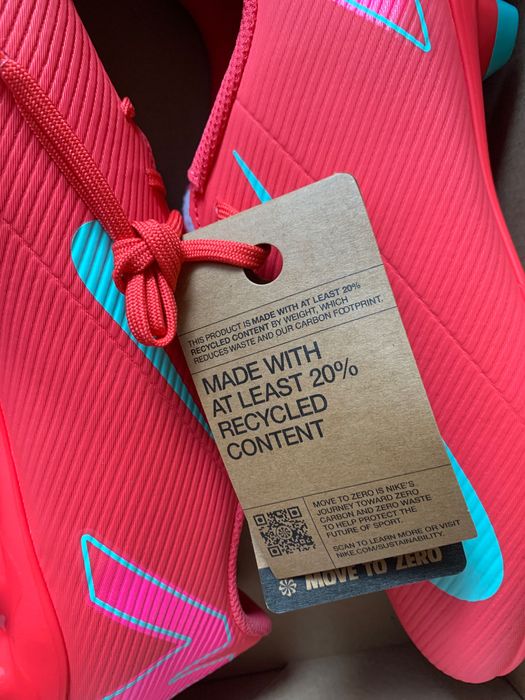 THIS PRODUCT IS MADE WITH AT LEAST 20%
RECYCLED CONTENT BY WEIGHT, WHICH
REDUCES WASTE AND OUR CARBON FOOTPRINT.
MADE WITH
AT LEAST 20%
RECYCLED
CONTENT
MOVE TO ZERO IS NIKE'S
JOURNEY TOWARD ZERO
CARBON AND ZERO WASTE
TO HELP PROTECT THE
FUTURE OF SPORT.
SCAN TO LEARN MORE OR VISIT
NIKE.COM/SUSTAINABILITY.
MOVE TO ZERO